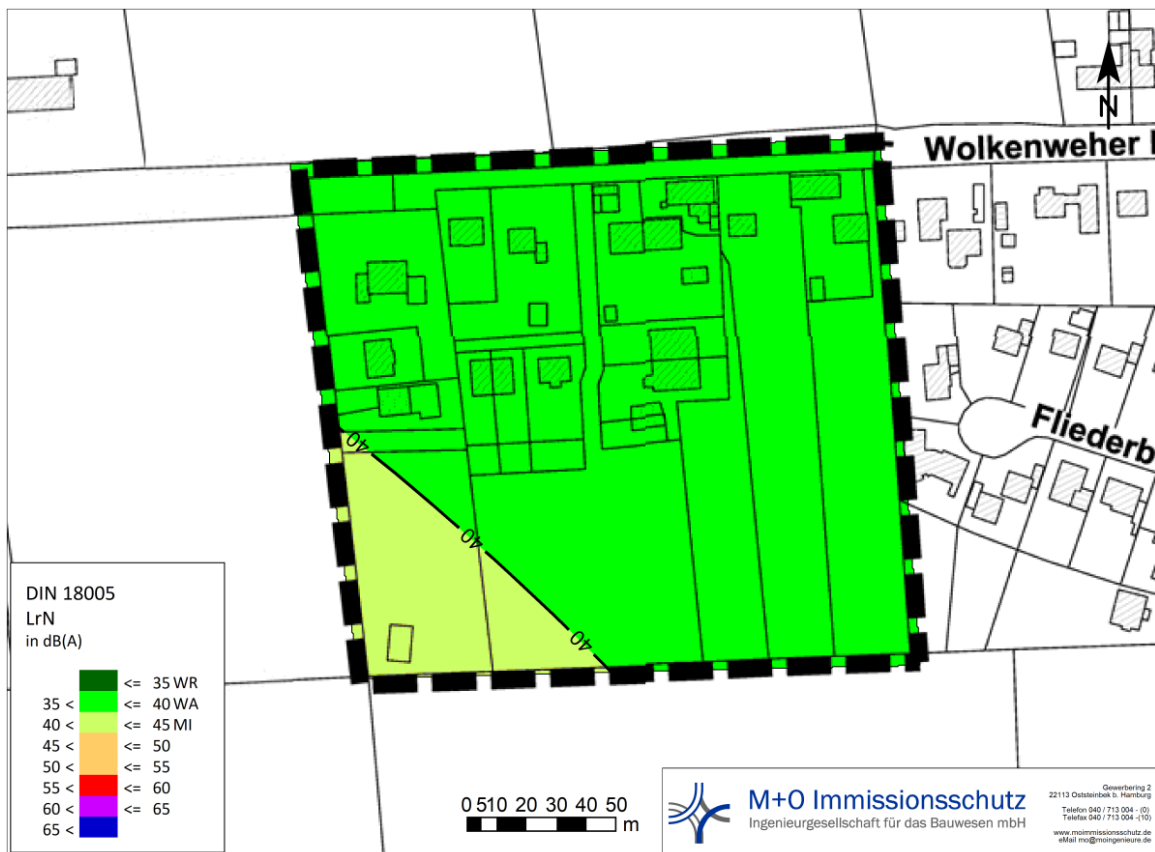 N
Wolkenweher
Fliederb
40
40
40
DIN 18005
LrN
in dB(A)
<= 35 WR
35 < <= 40 WA
40 < <= 45 MI
45 < <= 50
50 < <= 55
55 < <= 60
60 < <= 65
65 <
0 5 10 20 30 40 50
m
M+O Immissionsschutz
Ingenieurgesellschaft für das Bauwesen mbH
Gewerbering 2
22113 Oststeinbek b. Hamburg
Telefon 040 / 713 004 - (0)
Telefax 040 / 713 004 -(10)
www.moimmissionsschutz.de
eMail mo@moingenieure.de